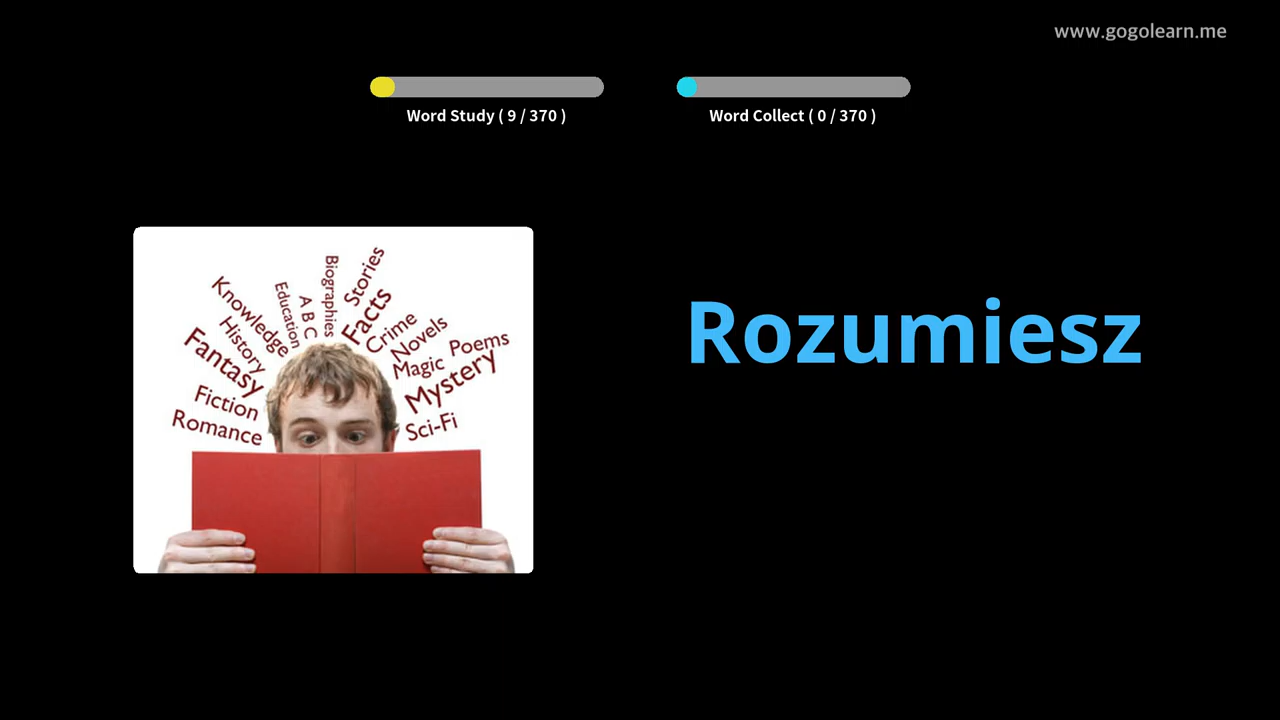 www.gogolearn.me
Word Study ( 9 / 370 )
Word Collect ( 0 / 370 )
Rozumiesz
Stories
Biographies
Facts
A B C
Education
Knowledge
Crime
Novels
History
Poems
Fantasy
Magic
Mystery
Fiction
Sci-Fi
Romance